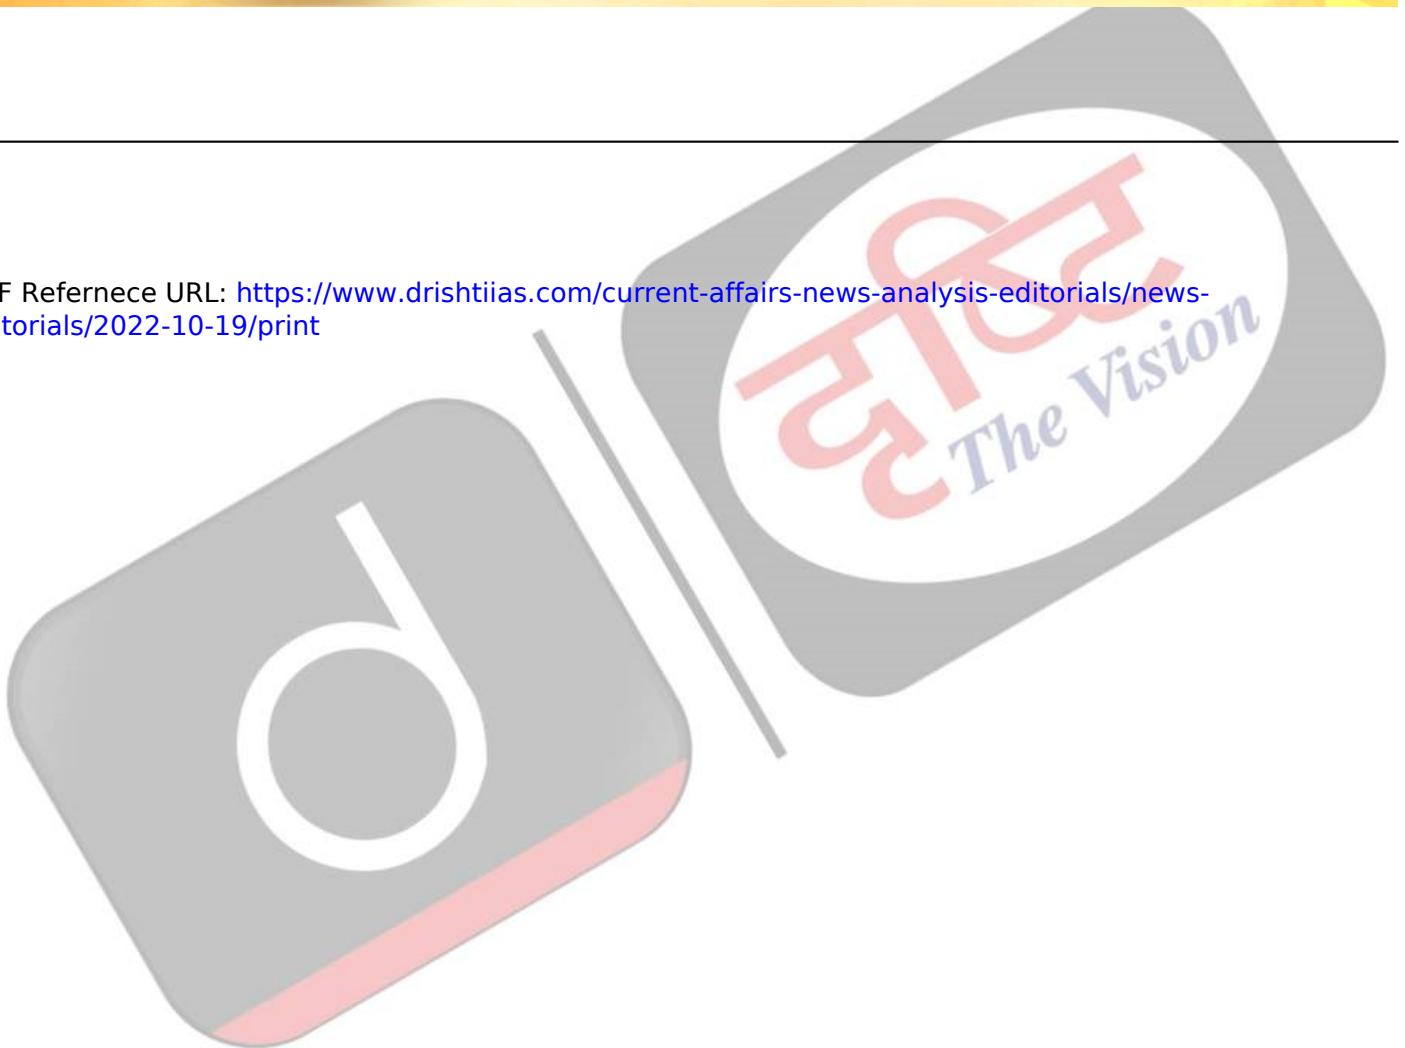 F Refernece URL: https://www.drishtiias.com/current-affairs-news-analysis-editorials/news-
torials/2022-10-19/print
दृष्टि
The Vision
d